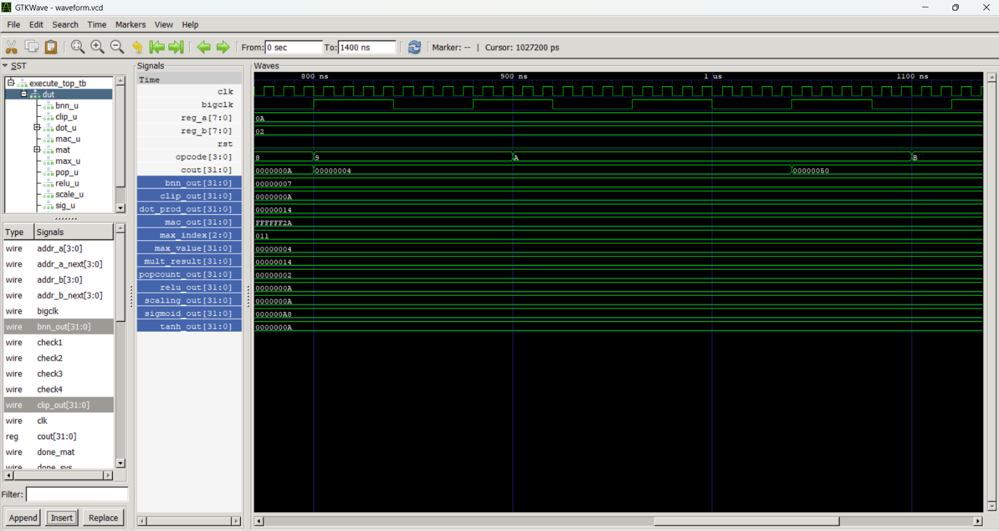 GTKWave - waveform.vcd
File Edit Search Time Markers View Help
From: 0 sec To: 1400 ns Marker: -- | Cursor: 1027200 ps
SST
execute_top_tb
dut
bnn_u
clip_u
dot_u
mac_u
mat
max_u
pop_u
relu_u
scale_u
sig_u
Type Signals
wire addr_a[3:0]
wire addr_a_next[3:0]
wire addr_b[3:0]
wire addr_b_next[3:0]
wire bigclk
wire bnn_out[31:0]
wire check1
wire check2
wire check3
wire check4
wire clip_out[31:0]
wire clk
reg cout[31:0]
wire done_mat
wire done_sys
Filter:
Append Insert Replace
Signals
Time
clk
bigclk
reg_a[7:0]
reg_b[7:0]
rst
opcode[3:0]
cout[31:0]
bnn_out[31:0]
clip_out[31:0]
dot_prod_out[31:0]
mac_out[31:0]
max_index[2:0]
max_value[31:0]
mult_result[31:0]
popcount_out[31:0]
relu_out[31:0]
scaling_out[31:0]
sigmoid_out[31:0]
tanh_out[31:0]
Waves
800 ns 900 ns 1 us 1100 ns
0A
02
8 9 A B
0000000A 00000004 00000050
00000007
0000000A
00000014
FFFFFF2A
011
00000004
00000014
00000002
0000000A
0000000A
000000A8
0000000A